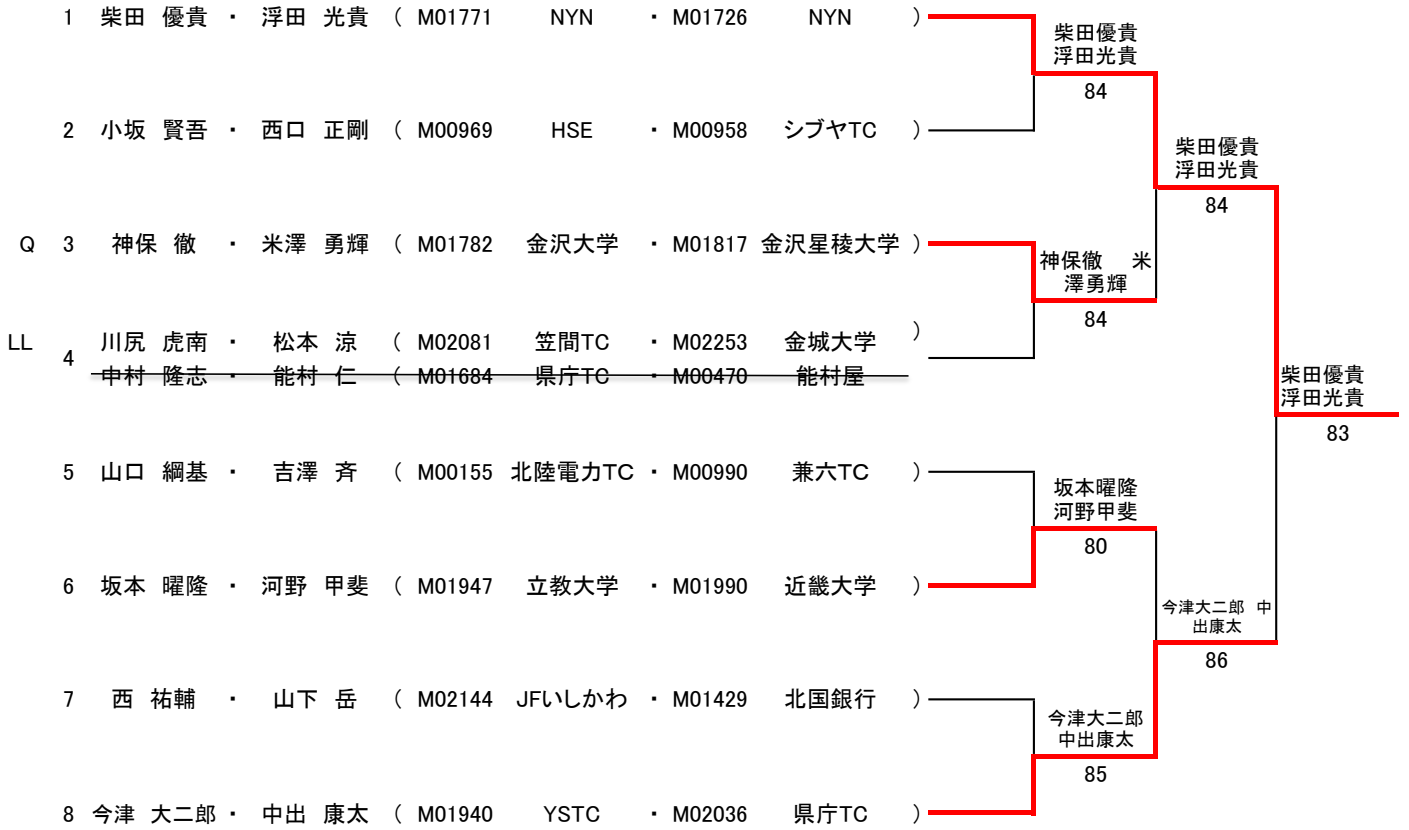 1 柴田 優貴 ・ 浮田 光貴 ( M01771 NYN ・ M01726 NYN )
柴田優貴
浮田光貴
84
2 小坂 賢吾 ・ 西口 正剛 ( M00969 HSE ・ M00958 シブヤTC )
柴田優貴
浮田光貴
84
Q 3 神保 徹 ・ 米澤 勇輝 ( M01782 金沢大学 ・ M01817 金沢星稜大学 )
神保徹 米
澤勇輝
84
LL 4 川尻 虎南 ・ 松本 涼 ( M02081 笠間TC ・ M02253 金城大学 )
中村 隆志 ・ 能村 仁 ( M01684 県庁TC ・ M00470 能村屋
柴田優貴
浮田光貴
83
5 山口 綱基 ・ 吉澤 斉 ( M00155 北陸電力TC ・ M00990 兼六TC )
坂本曜隆
河野甲斐
80
6 坂本 曜隆 ・ 河野 甲斐 ( M01947 立教大学 ・ M01990 近畿大学 )
今津大二郎 中
出康太
86
7 西 祐輔 ・ 山下 岳 ( M02144 JFいしかわ ・ M01429 北国銀行 )
今津大二郎
中出康太
85
8 今津 大二郎 ・ 中出 康太 ( M01940 YSTC ・ M02036 県庁TC )